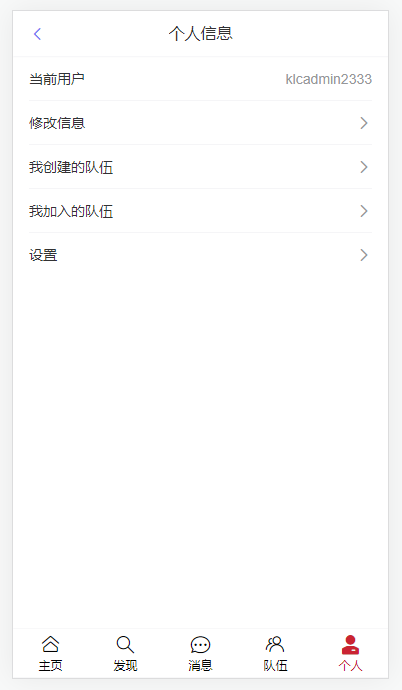 个人信息
当前用户 klcadmin2333
修改信息
我创建的队伍
我加入的队伍
设置
主页 发现 消息 队伍 个人